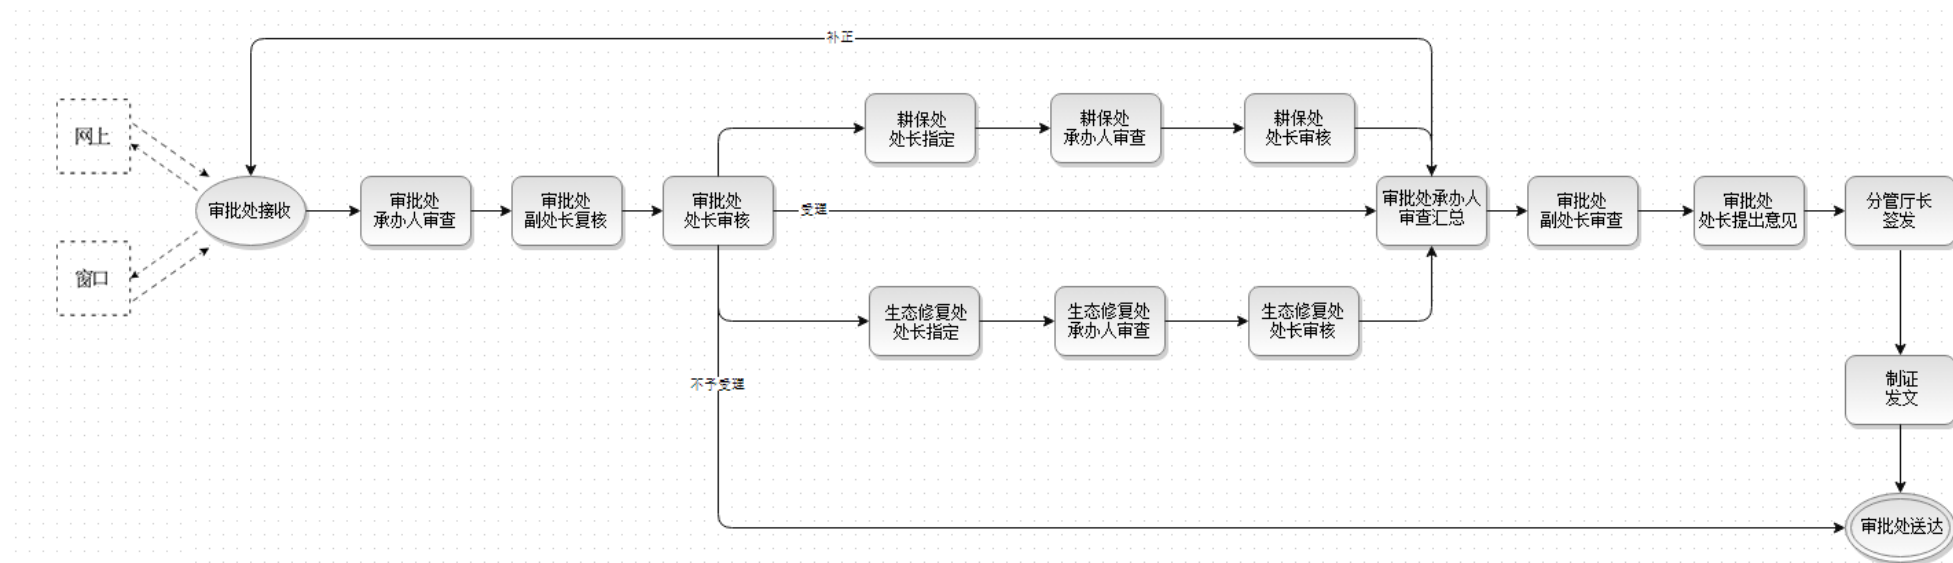 补正
网上
窗口
审批处接收
审批处
承办人审查
审批处
副处长复核
审批处
处长审核
受理
不予受理
耕保处
处长指定
耕保处
承办人审查
耕保处
处长审核
生态修复处
处长指定
生态修复处
承办人审查
生态修复处
处长审核
审批处承办人
审查汇总
审批处
副处长审查
审批处
处长提出意见
分管厅长
签发
制证
发文
审批处送达